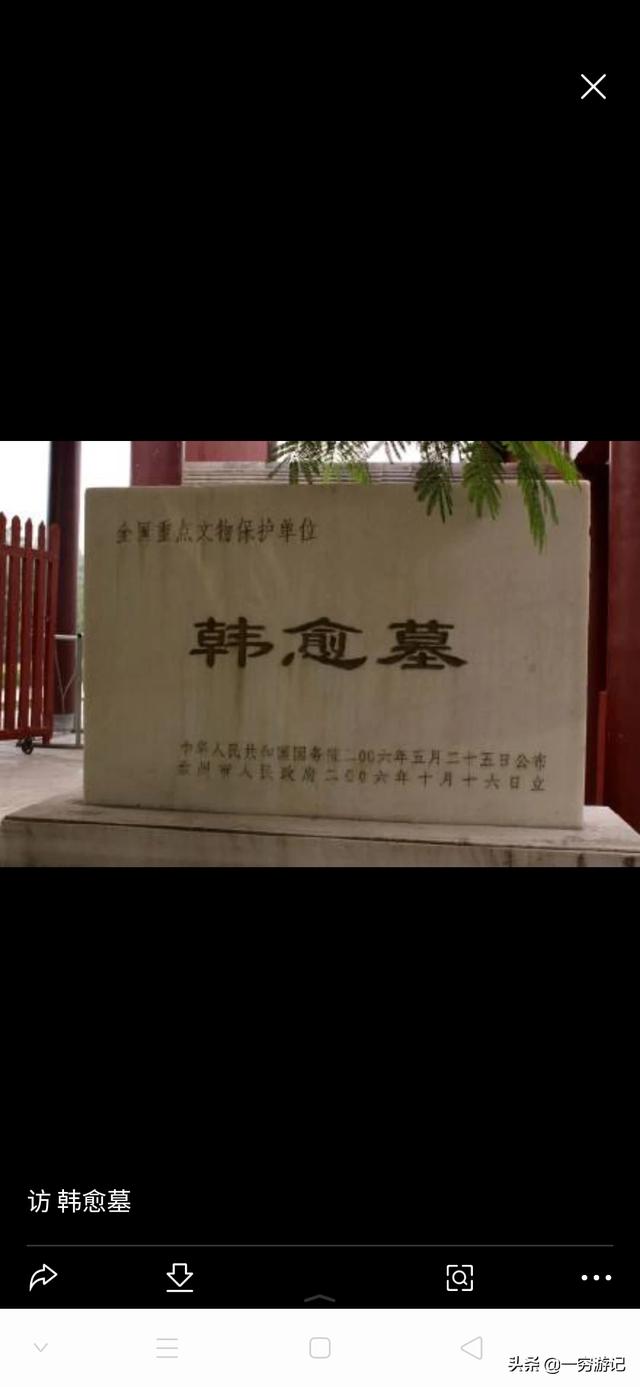 全国重点文物保护单位
韩愈墓
中华人民共和国国务院二00六年五月二十五日公布
市人民政府二00六年十月十六日立
访 韩愈墓
头条 @一穷游记